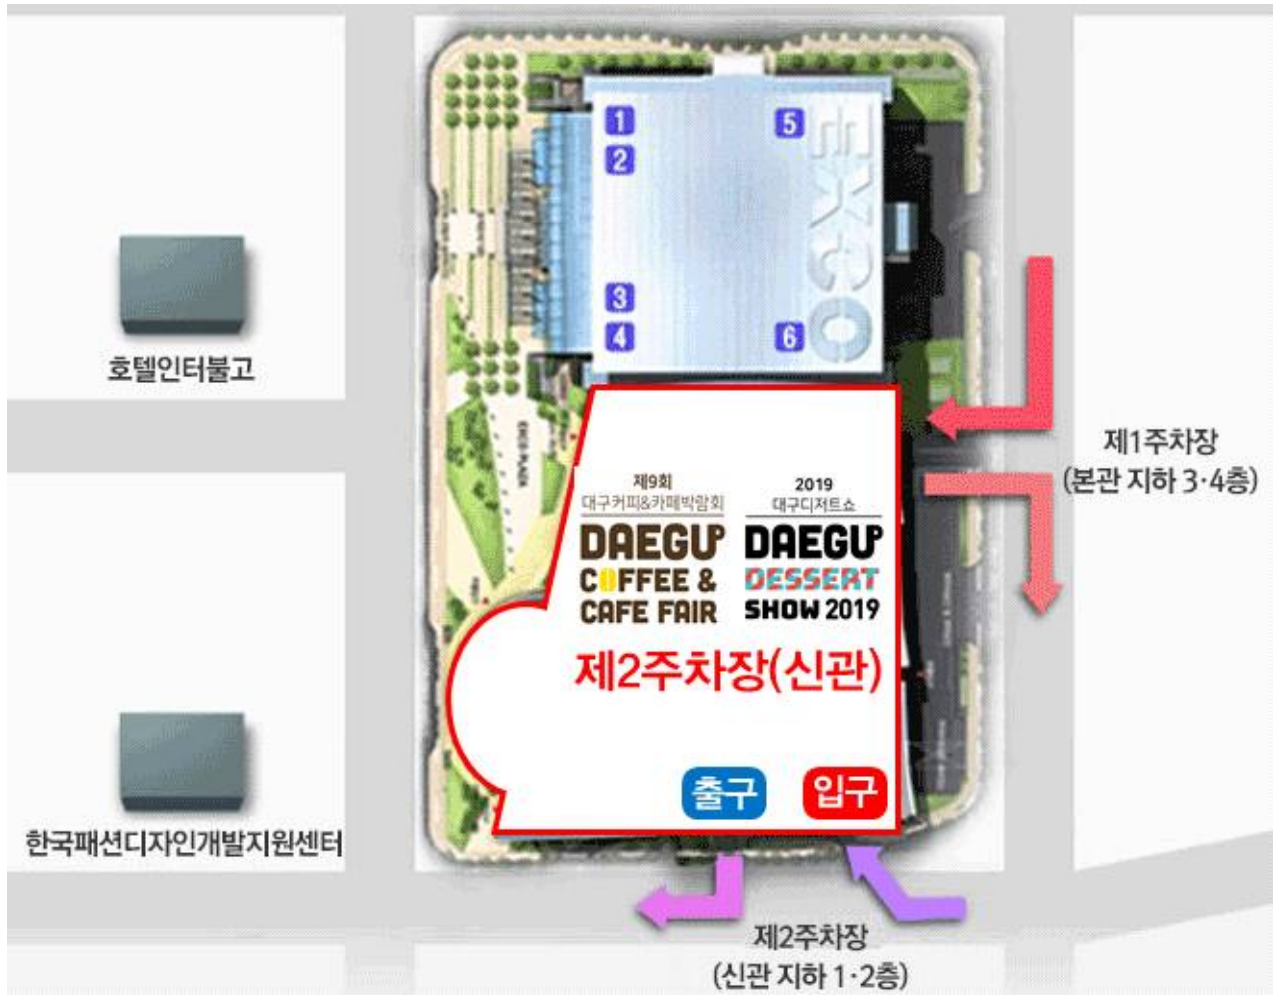 1
2
3
4
5
6
EXCO
호텔인터불고
제1주차장
(본관 지하 3·4층)
EXCO PLAZA
제9회
대구커피&카페박람회
DAEGU
COFFEE &
CAFE FAIR
2019
대구디저트쇼
DAEGU
DESSERT
SHOW 2019
제2주차장(신관)
출구
입구
한국패션디자인개발지원센터
제2주차장
(신관 지하 1·2층)